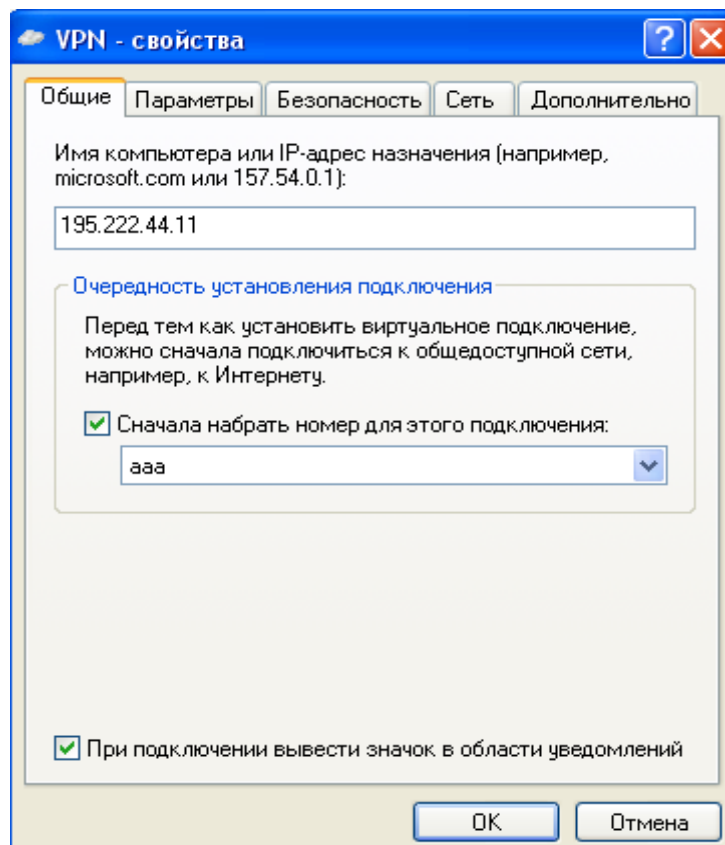 VPN - свойства
Общие Параметры Безопасность Сеть Дополнительно
Имя компьютера или IP-адрес назначения (например,
microsoft.com или 157.54.0.1):
195.222.44.11
Очередность установления подключения
Перед тем как установить виртуальное подключение,
можно сначала подключиться к общедоступной сети,
например, к Интернету.
Сначала набрать номер для этого подключения:
aaa
При подключении вывести значок в области уведомлений
OK Отмена